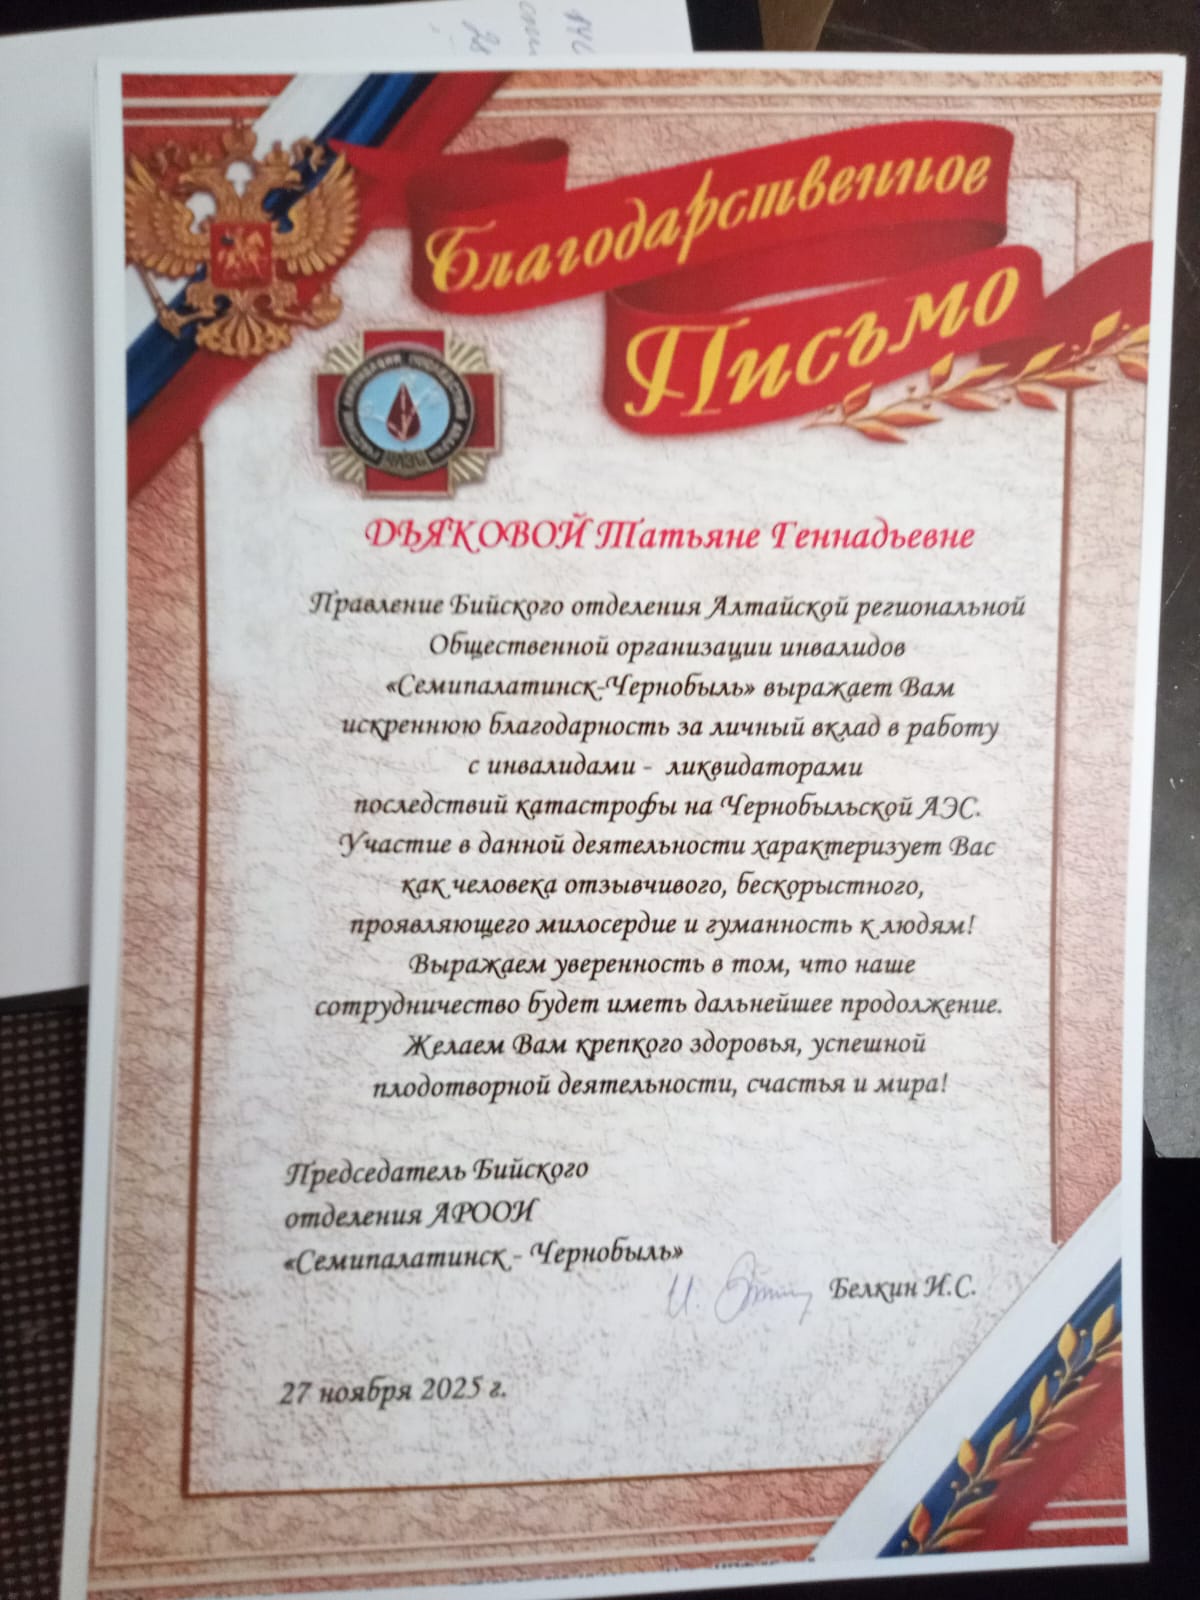 Благодарственное
Письмо
ЧАЭС
ДЬЯКОВОЙ Татьяне Геннадьевне
Правление Бийского отделения Алтайской региональной
Общественной организации инвалидов
«Семипалатинск-Чернобыль» выражает Вам
искреннюю благодарность за личный вклад в работу
с инвалидами - ликвидаторами
последствий катастрофы на Чернобыльской АЭС.
Участие в данной деятельности характеризует Вас
как человека отзывчивого, бескорыстного,
проявляющего милосердие и гуманность к людям!
Выражаем уверенность в том, что наше
сотрудничество будет иметь дальнейшее продолжение.
Желаем Вам крепкого здоровья, успешной
плодотворной деятельности, счастья и мира!
Председатель Бийского
отделения АРООИ
«Семипалатинск - Чернобыль»
Белкин И.С.
27 ноября 2025 г.